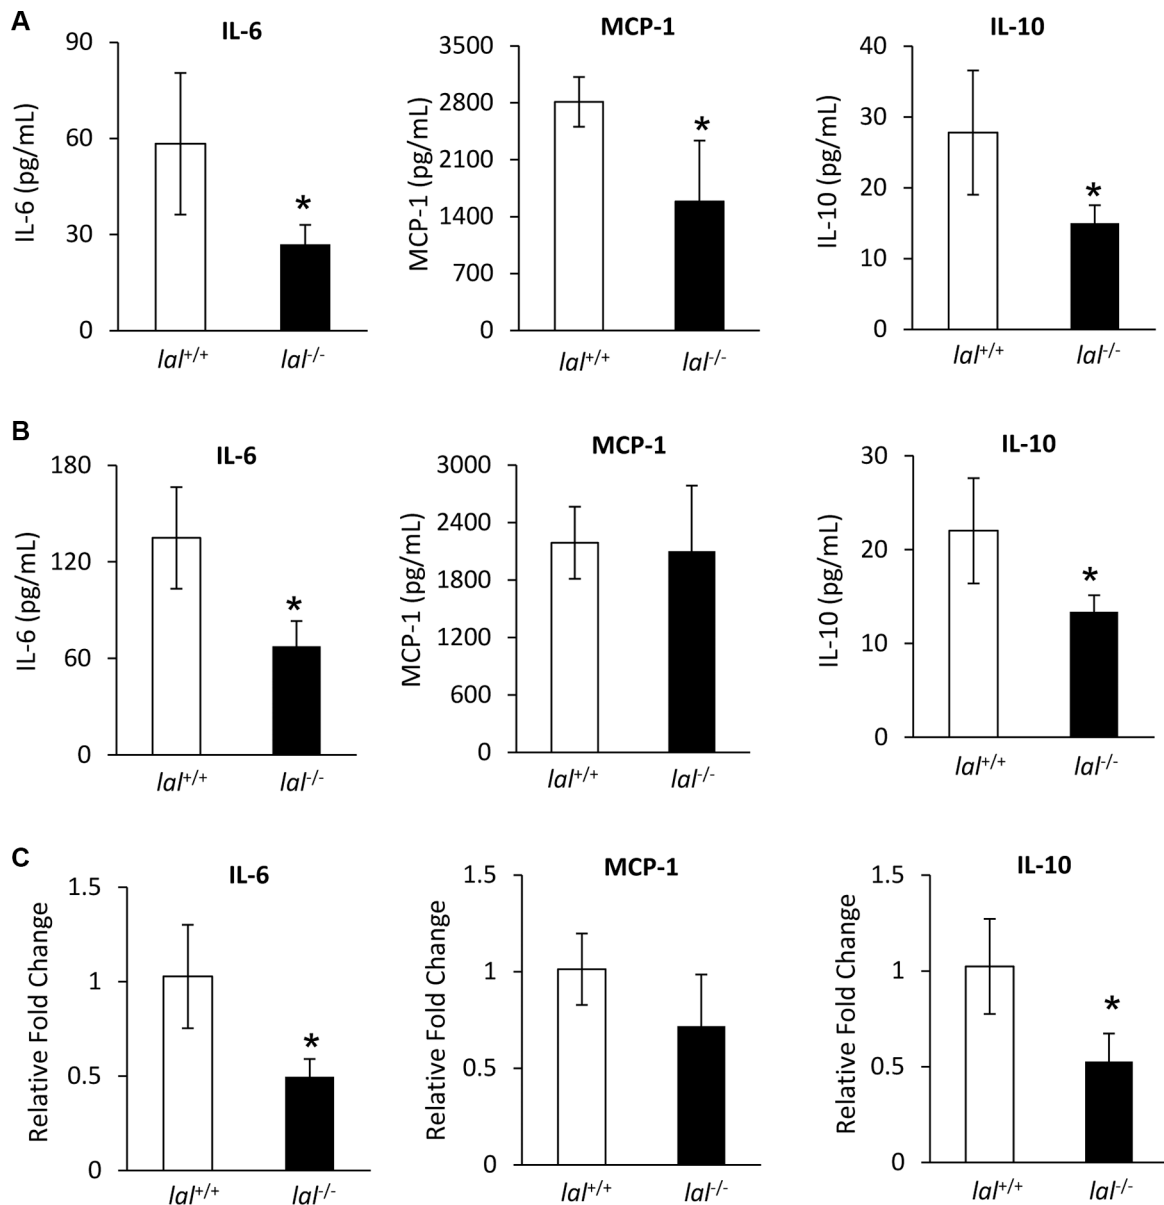 A
IL-6
MCP-1
IL-10
IL-6 (pg/mL)
90
60
30
0
*
lal+/+
lal-/-
MCP-1 (pg/mL)
3500
2800
2100
1400
700
0
*
lal+/+
lal-/-
IL-10 (pg/mL)
40
30
20
10
0
*
lal+/+
lal-/-
B
IL-6
MCP-1
IL-10
IL-6 (pg/mL)
180
120
60
0
*
lal+/+
lal-/-
MCP-1 (pg/mL)
3000
2400
1800
1200
600
0
lal+/+
lal-/-
IL-10 (pg/mL)
30
20
10
0
*
lal+/+
lal-/-
C
IL-6
MCP-1
IL-10
Relative Fold Change
1.5
1
0.5
0
*
lal+/+
lal-/-
Relative Fold Change
1.5
1
0.5
0
lal+/+
lal-/-
Relative Fold Change
1.5
1
0.5
0
*
lal+/+
lal-/-